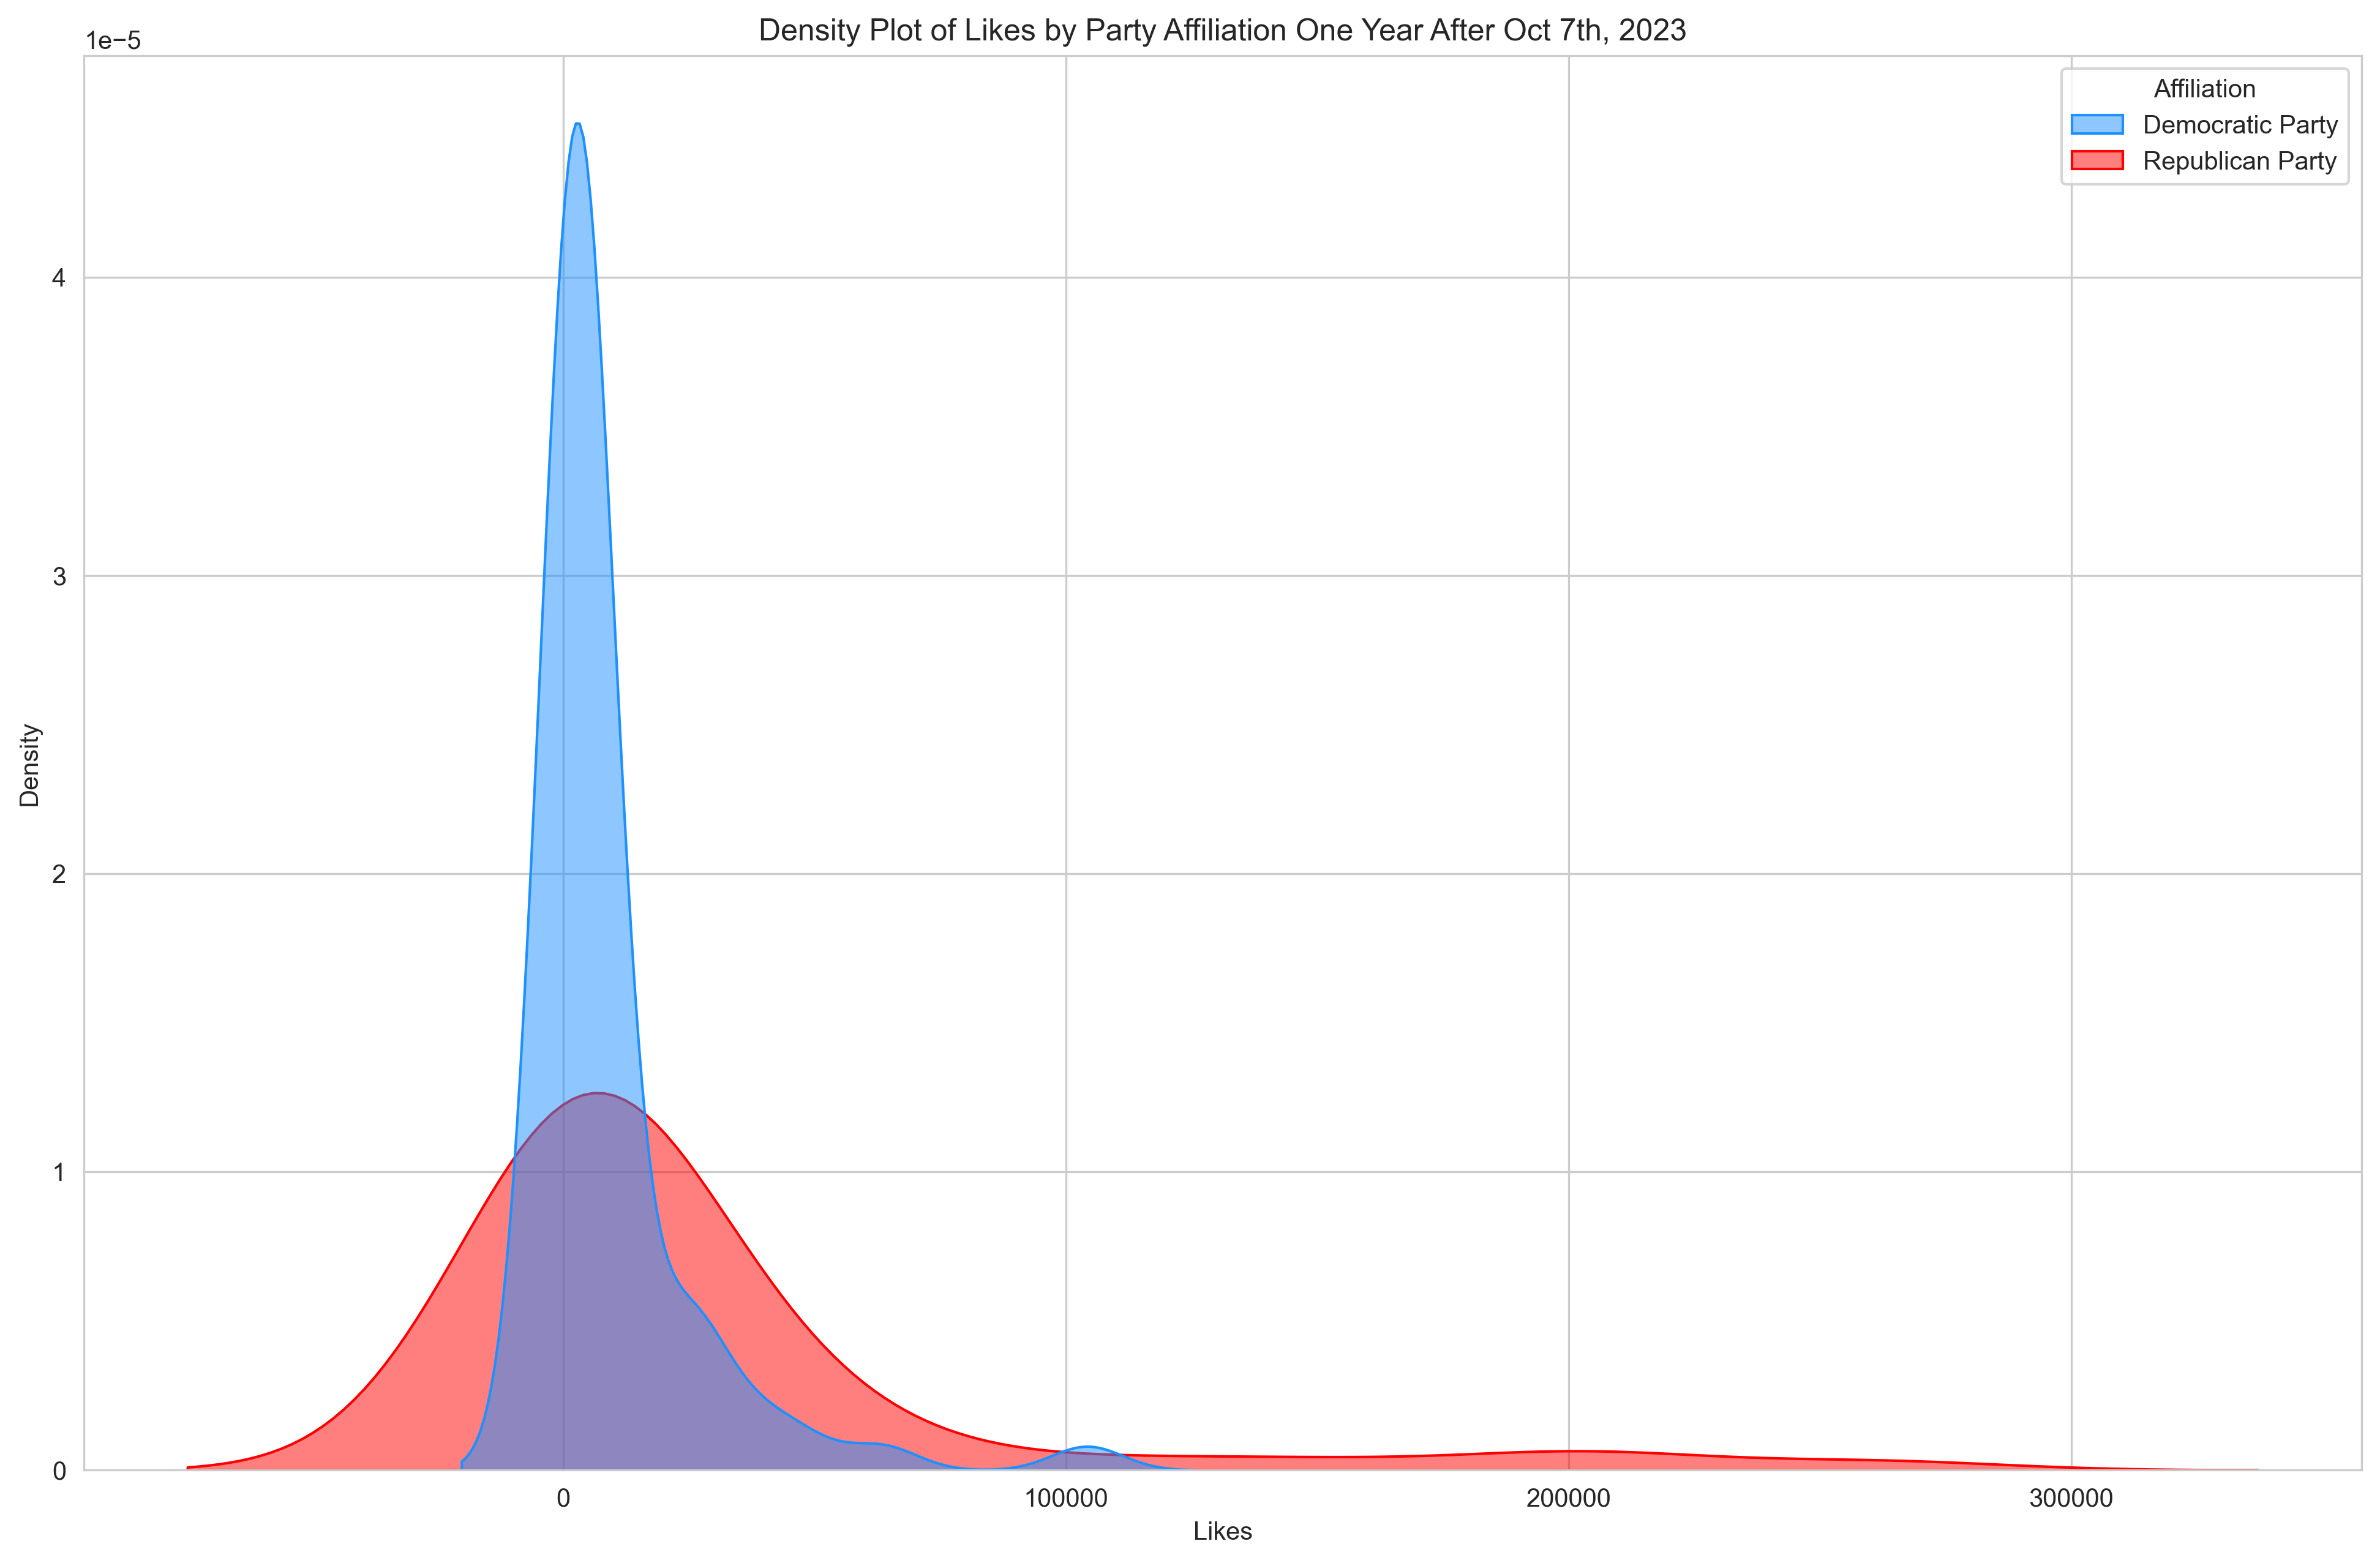 Density Plot of Likes by Party Affiliation One Year After Oct 7th, 2023
1e−5
Affiliation
Democratic Party
Republican Party
4
3
2
1
0
Density
0 100000 200000 300000
Likes